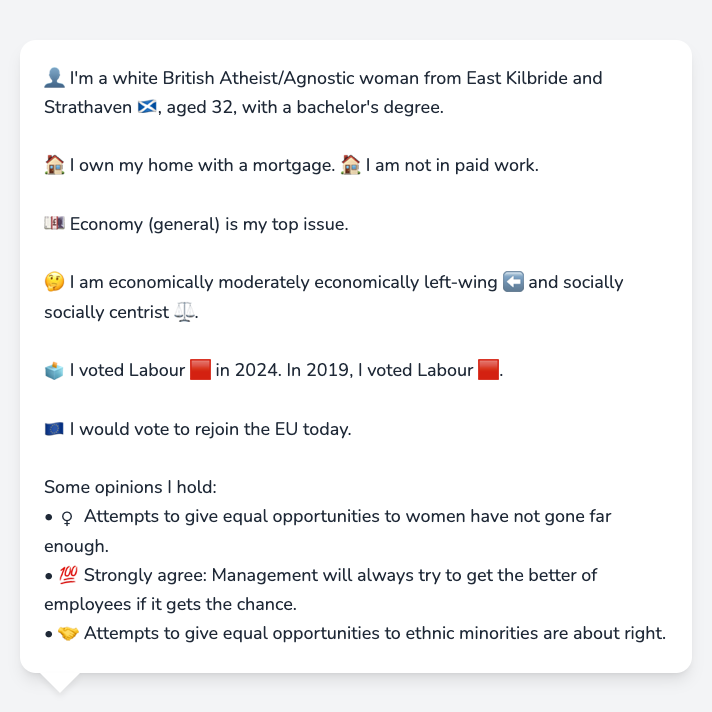 👤 I'm a white British Atheist/Agnostic woman from East Kilbride and
Strathaven 🏴󠁧󠁢󠁳󠁣󠁴󠁿, aged 32, with a bachelor's degree.
🏠 I own my home with a mortgage. 🏠 I am not in paid work.
💷 Economy (general) is my top issue.
🤔 I am economically moderately economically left-wing ⬅️ and socially
socially centrist ⚖️.
🗳️ I voted Labour 🟥 in 2024. In 2019, I voted Labour 🟥.
🇪🇺 I would vote to rejoin the EU today.
Some opinions I hold:
• ♀ Attempts to give equal opportunities to women have not gone far
enough.
• 💯 Strongly agree: Management will always try to get the better of
employees if it gets the chance.
• 🤝 Attempts to give equal opportunities to ethnic minorities are about right.